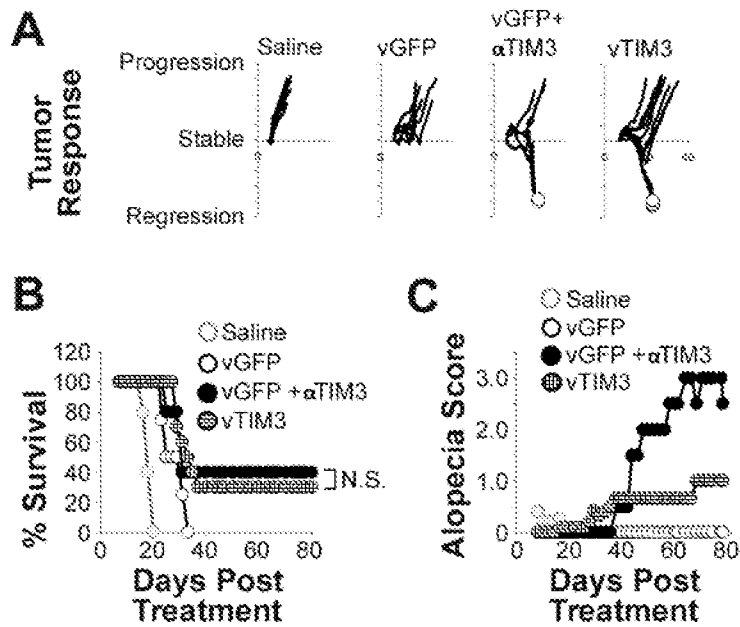 A
Tumor
Response
Progression
Stable
Regression
Saline
vGFP
vGFP+
αTIM3
vTIM3
B
Saline
vGFP
vGFP +αTIM3
vTIM3
% Survival
120
100
80
60
40
20
0
0 20 40 60 80
N.S.
Days Post
Treatment
C
Saline
vGFP
vGFP +αTIM3
vTIM3
Alopecia Score
3.0
2.0
1.0
0
0 20 40 60 80
Days Post
Treatment